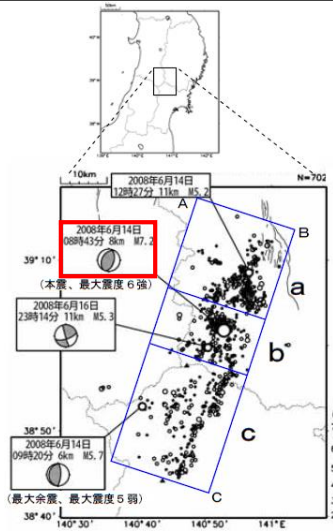 10km
N=702
2008年6月14日
12時27分 11km M5.2
A
B
2008年6月14日
08時43分 8km M7.2
(本震、最大震度６強)
39°10'
a
2008年6月16日
23時14分 11km M5.3
b
38°50'
c
2008年6月14日
09時20分 6km M5.7
(最大余震、最大震度５弱)
C
140°30' 140°40' 140°50' 141°E